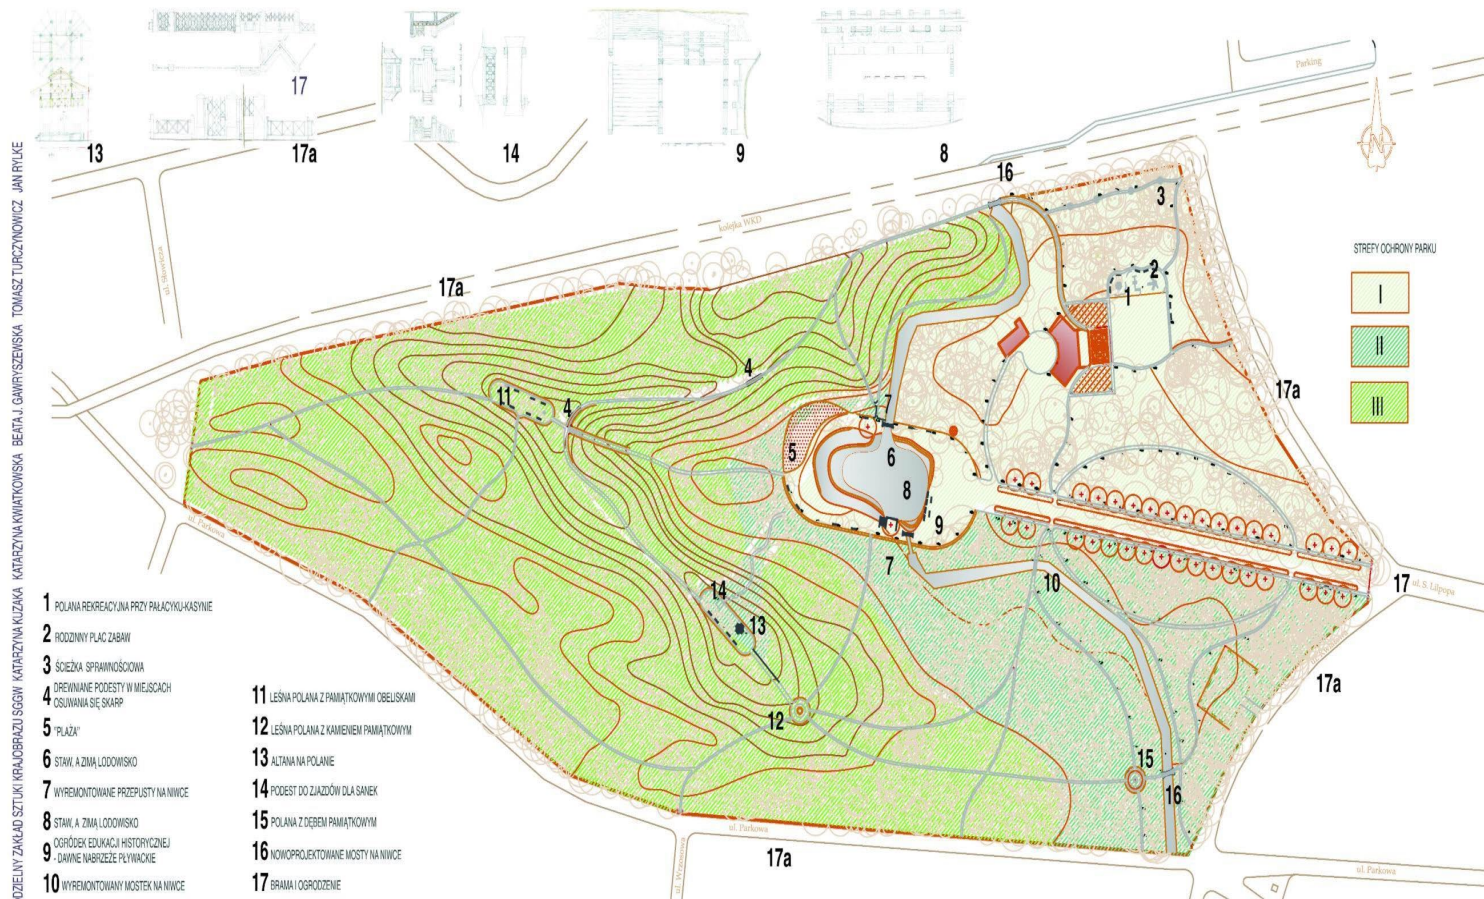 DZIELNY ZAKŁAD SZTUKI KRAJOBRAZU SGGW KATARZYNA KUZAKA KATARZYNA KWIATKOWSKA BEATA J. GAWRYSZEWSKA TOMASZ TURCZYNOWICZ JAN RYLKE
13
17
17a
14
9
8
ul. Słowicza
kolejka WKD
Parking
STREFY OCHRONY PARKU
I
II
III
16
3
2
1
17a
4
11
4
7
5
6
8
9
7
10
17a
17
ul. S. Lilpopa
17a
14
13
12
15
16
ul. Parkowa
ul. Parkowa
ul. Parkowa
ul. Wrzosowa
17a
1 POLANA REKREACYJNA PRZY PAŁACYKU-KASYNIE
2 RODZINNY PLAC ZABAW
3 ŚCIEŻKA SPRAWNOŚCIOWA
4 DREWNIANE PODESTY W MIEJSCACH
OSUWANIA SIĘ SKARP
5 "PLAŻA"
6 STAW, A ZIMĄ LODOWISKO
7 WYREMONTOWANE PRZEPUSTY NA NIWCE
8 STAW, A ZIMĄ LODOWISKO
9 OGRÓDEK EDUKACJI HISTORYCZNEJ
- DAWNE NABRZEŻE PŁYWACKIE
10 WYREMONTOWANY MOSTEK NA NIWCE
11 LEŚNA POLANA Z PAMIĄTKOWYMI OBELISKAMI
12 LEŚNA POLANA Z KAMIENIEM PAMIĄTKOWYM
13 ALTANA NA POLANIE
14 PODEST DO ZJAZDÓW DLA SANEK
15 POLANA Z DĘBEM PAMIĄTKOWYM
16 NOWOPROJEKTOWANE MOSTY NA NIWCE
17 BRAMA I OGRODZENIE